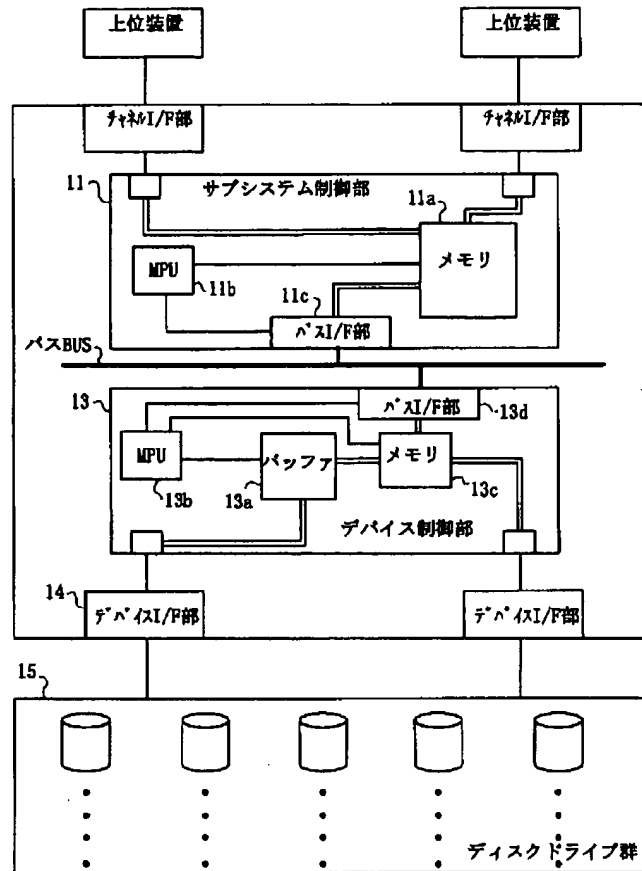 上位装置
上位装置
チャネルI/F部
チャネルI/F部
11
サブシステム制御部
11a
MPU
メモリ
11b
11c
バスI/F部
バスBUS
13
バスI/F部
13d
MPU
バッファ
メモリ
13b
13a
13c
デバイス制御部
14
デバイスI/F部
デバイスI/F部
15
ディスクドライブ群